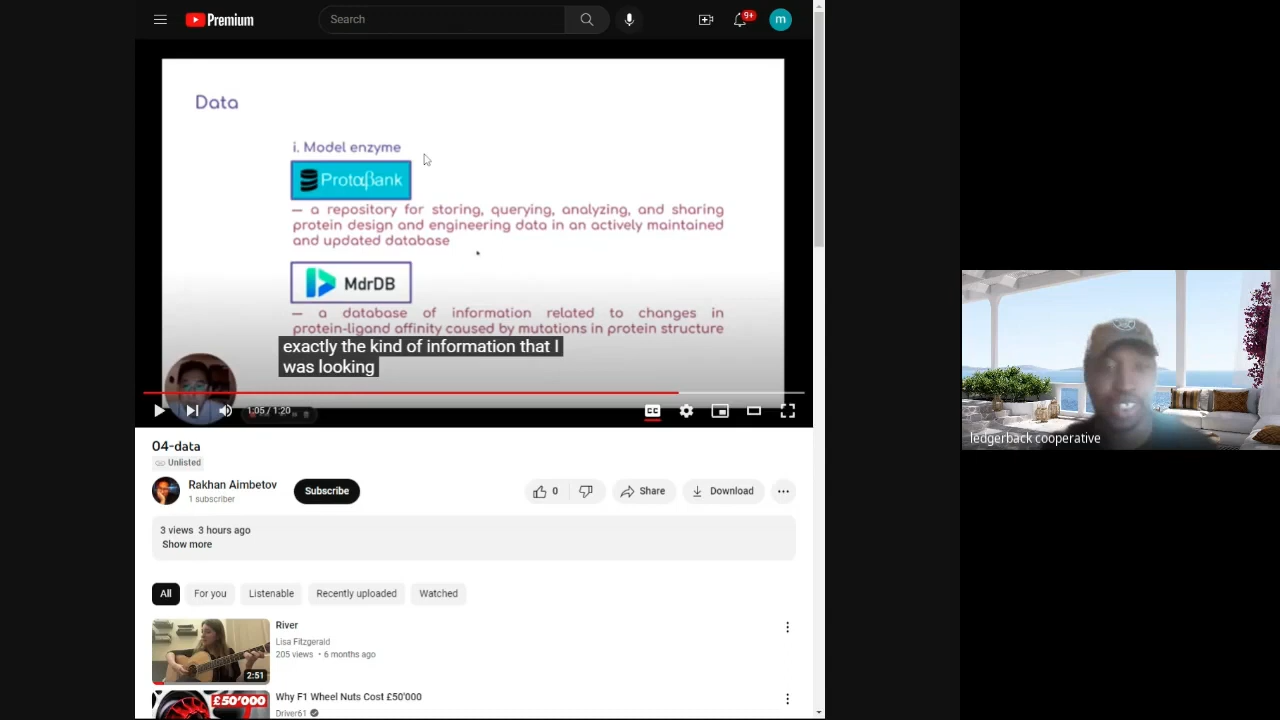 Premium
Search
9+
m
Data
i. Model enzyme
ProtaβBank
— a repository for storing, querying, analyzing, and sharing
protein design and engineering data in an actively maintained
and updated database
MdrDB
— a database of information related to changes in
protein-ligand affinity caused by mutations in protein structure
exactly the kind of information that I
was looking
1:05 / 1:20
CC
04-data
Unlisted
Rakhan Aimbetov
1 subscriber
Subscribe
0
Share
Download
3 views 3 hours ago
Show more
All
For you
Listenable
Recently uploaded
Watched
River
Lisa Fitzgerald
205 views • 6 months ago
2:51
Why F1 Wheel Nuts Cost £50'000
£50'000
Driver61
ledgerback cooperative